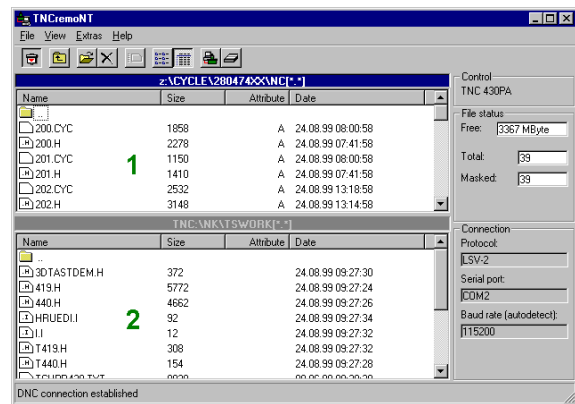 TNCremoNT
File View Extras Help
z:\CYCLE\280474XX\NC[*.*]
Name Size Attribute Date
..
200.CYC 1858 A 24.08.99 08:00:58
200.H 2278 A 24.08.99 07:41:58
201.CYC 1150 A 24.08.99 08:00:58
201.H 1410 A 24.08.99 07:41:58
202.CYC 2532 A 24.08.99 13:18:58
202.H 3148 A 24.08.99 13:14:58
1
TNC:\NK\TSWORK[*.*]
Name Size Attribute Date
..
3DTASTDEM.H 372 24.08.99 09:27:30
419.H 5772 24.08.99 09:27:24
440.H 4662 24.08.99 09:27:26
HRUEDI.I 92 24.08.99 09:27:34
I.I 12 24.08.99 09:27:32
T419.H 308 24.08.99 09:27:32
T440.H 154 24.08.99 09:27:28
2
Control
TNC 430PA
File status
Free: 3367 MByte
Total: 39
Masked: 39
Connection
Protocol:
LSV-2
Serial port:
COM2
Baud rate (autodetect):
115200
DNC connection established